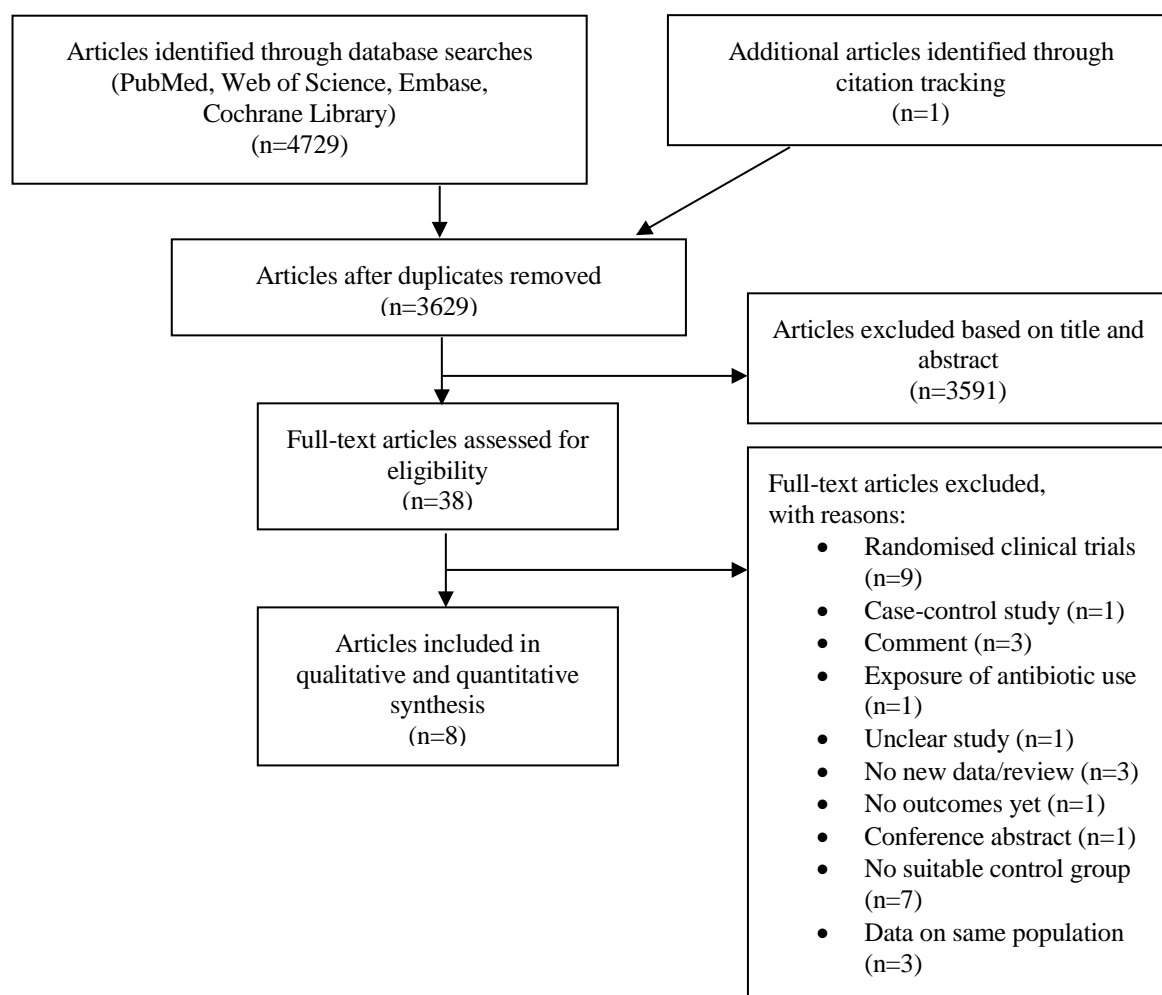 Articles identified through database searches
(PubMed, Web of Science, Embase,
Cochrane Library)
(n=4729)
Additional articles identified through
citation tracking
(n=1)
Articles after duplicates removed
(n=3629)
Articles excluded based on title and
abstract
(n=3591)
Full-text articles assessed for
eligibility
(n=38)
Full-text articles excluded,
with reasons:
• Randomised clinical trials
(n=9)
• Case-control study (n=1)
• Comment (n=3)
• Exposure of antibiotic use
(n=1)
• Unclear study (n=1)
• No new data/review (n=3)
• No outcomes yet (n=1)
• Conference abstract (n=1)
• No suitable control group
(n=7)
• Data on same population
(n=3)
Articles included in
qualitative and quantitative
synthesis
(n=8)